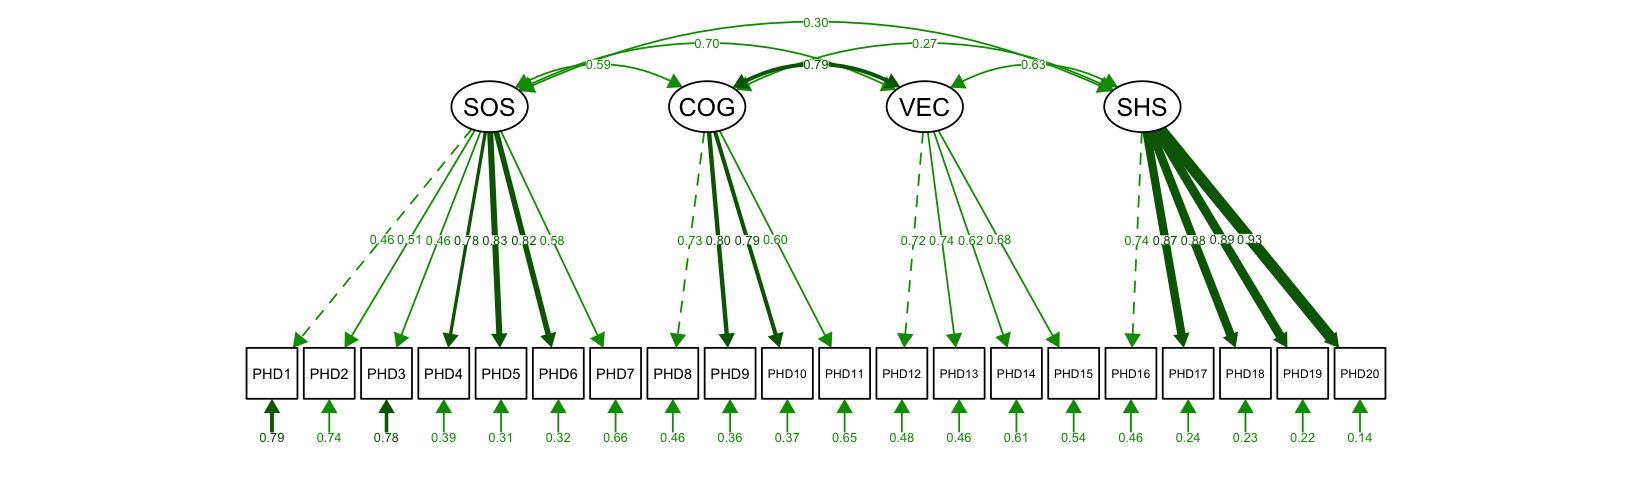 0.30
0.70 0.27
0.59 0.79 0.63
SOS COG VEC SHS
0.46 0.51 0.46 0.78 0.83 0.82 0.58 0.73 0.80 0.79 0.60 0.72 0.74 0.62 0.68 0.74 0.87 0.88 0.89 0.93
PHD1 PHD2 PHD3 PHD4 PHD5 PHD6 PHD7 PHD8 PHD9 PHD10 PHD11 PHD12 PHD13 PHD14 PHD15 PHD16 PHD17 PHD18 PHD19 PHD20
0.79 0.74 0.78 0.39 0.31 0.32 0.66 0.46 0.36 0.37 0.65 0.48 0.46 0.61 0.54 0.46 0.24 0.23 0.22 0.14